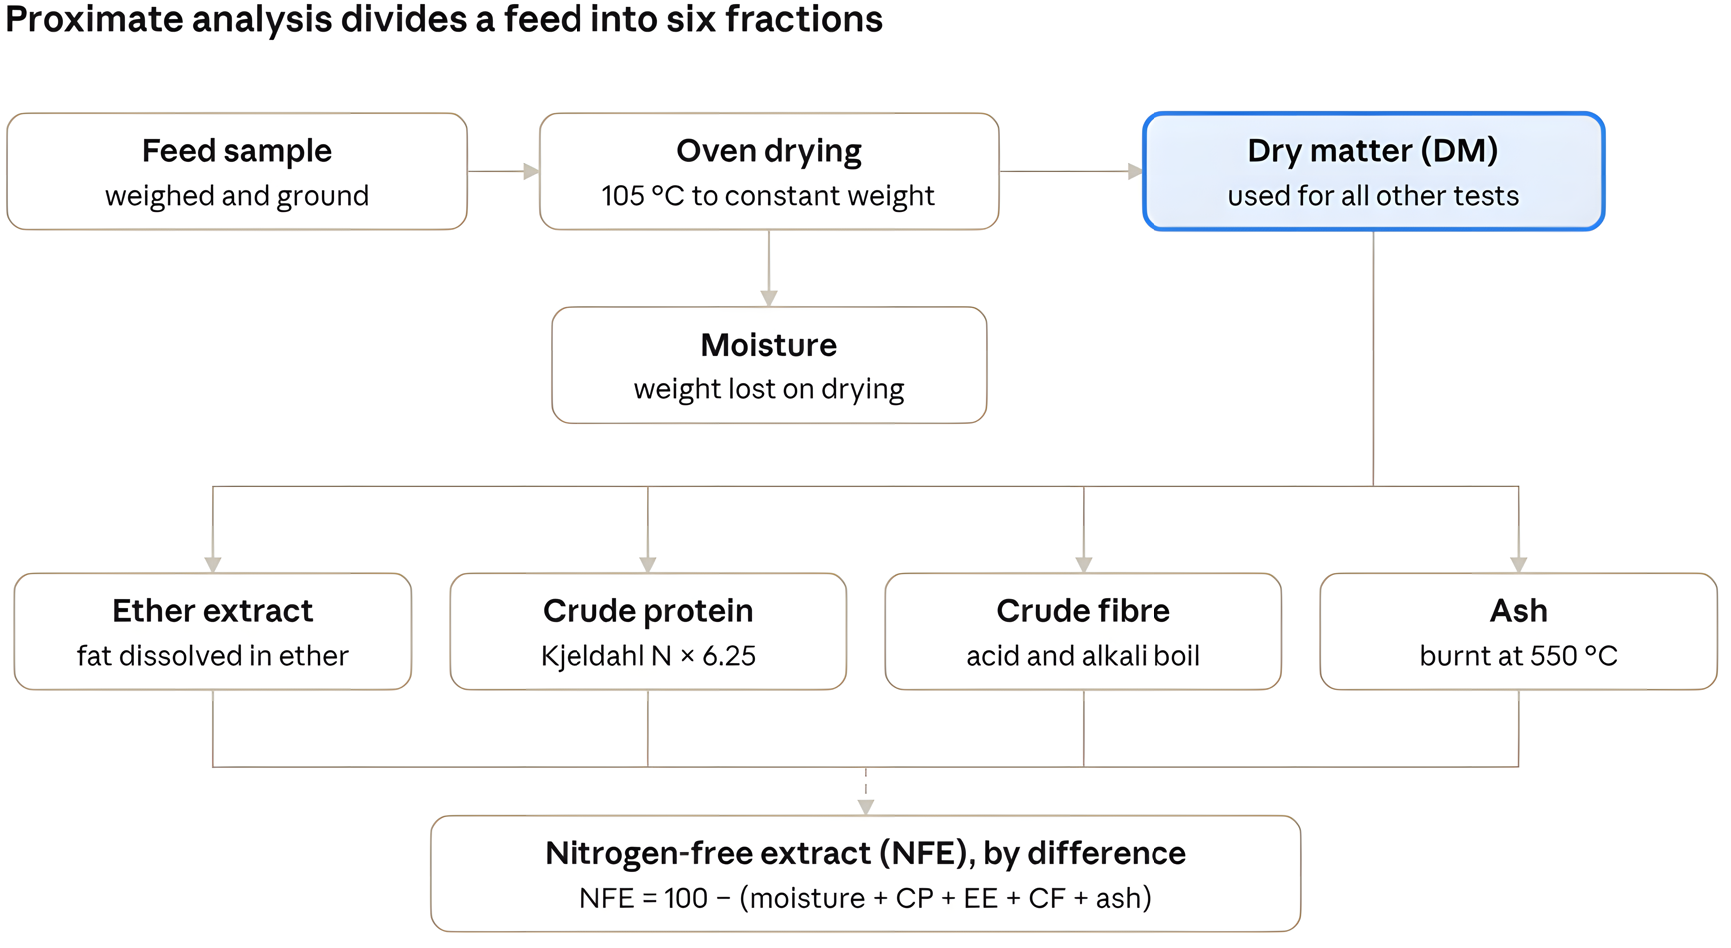 Proximate analysis divides a feed into six fractions
Feed sample
weighed and ground
Oven drying
105 °C to constant weight
Dry matter (DM)
used for all other tests
Moisture
weight lost on drying
Ether extract
fat dissolved in ether
Crude protein
Kjeldahl N × 6.25
Crude fibre
acid and alkali boil
Ash
burnt at 550 °C
Nitrogen-free extract (NFE), by difference
NFE = 100 − (moisture + CP + EE + CF + ash)